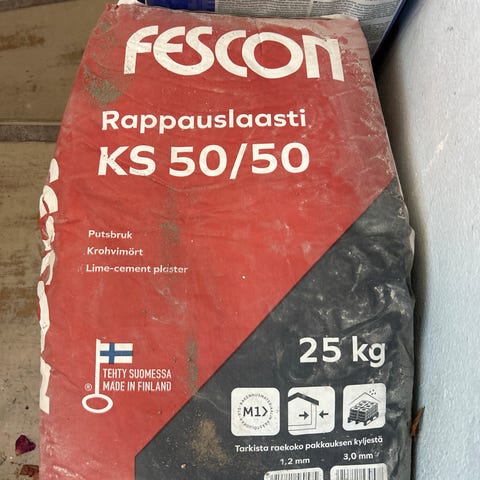 FESCON
Rappauslaasti
KS 50/50
Putsbruk
Krohvimört
Lime-cement plaster
25 kg
TEHTY SUOMESSA
MADE IN FINLAND
®
M1
Tarkista raekoko pakkauksen kyljestä
1,2 mm 3,0 mm